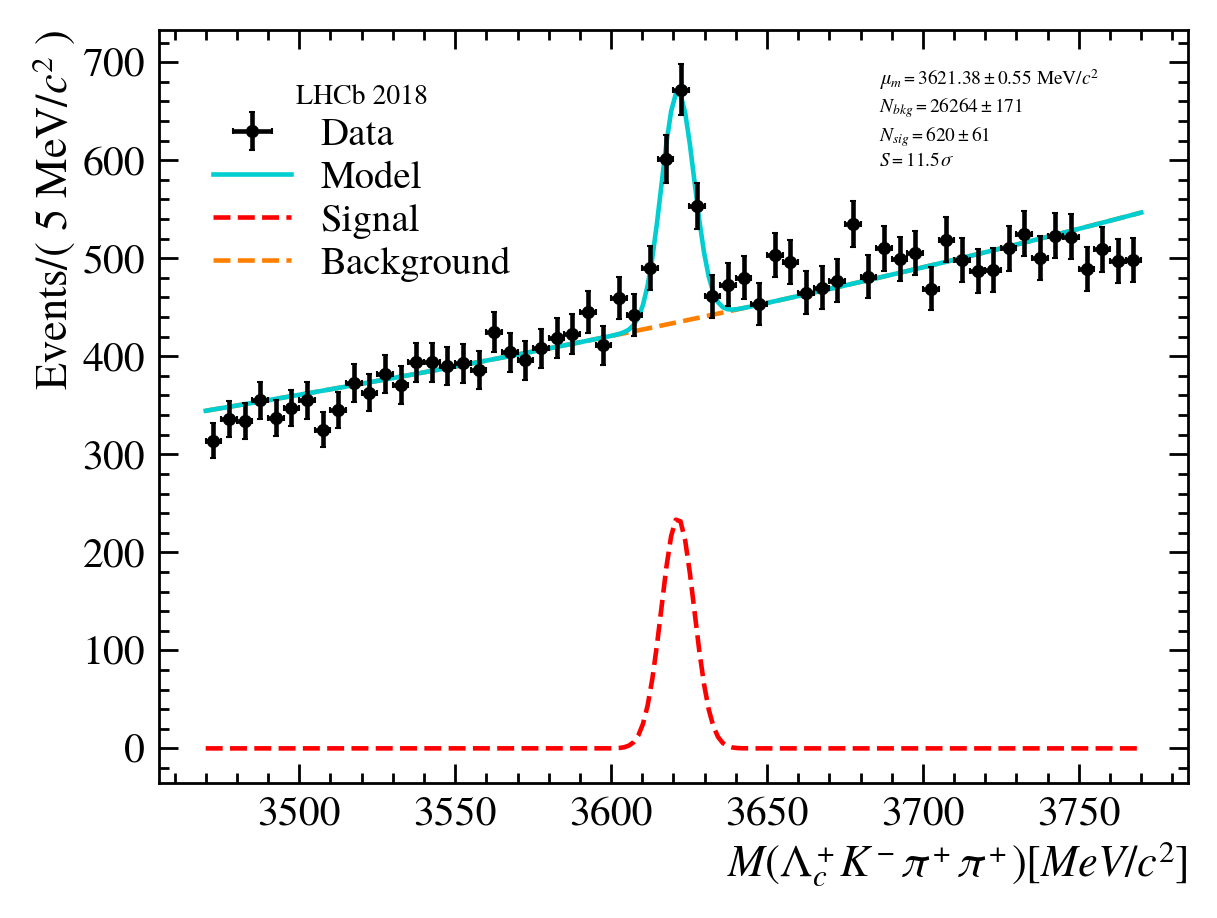 Events/( 5 MeV/c² )
700
600
500
400
300
200
100
0
LHCb 2018
Data
Model
Signal
Background
μₘ = 3621.38 ± 0.55 MeV/c²
N_bkg = 26264 ± 171
N_sig = 620 ± 61
S = 11.5σ
3500 3550 3600 3650 3700 3750
M(Λ_c⁺K⁻π⁺π⁺)[MeV/c²]